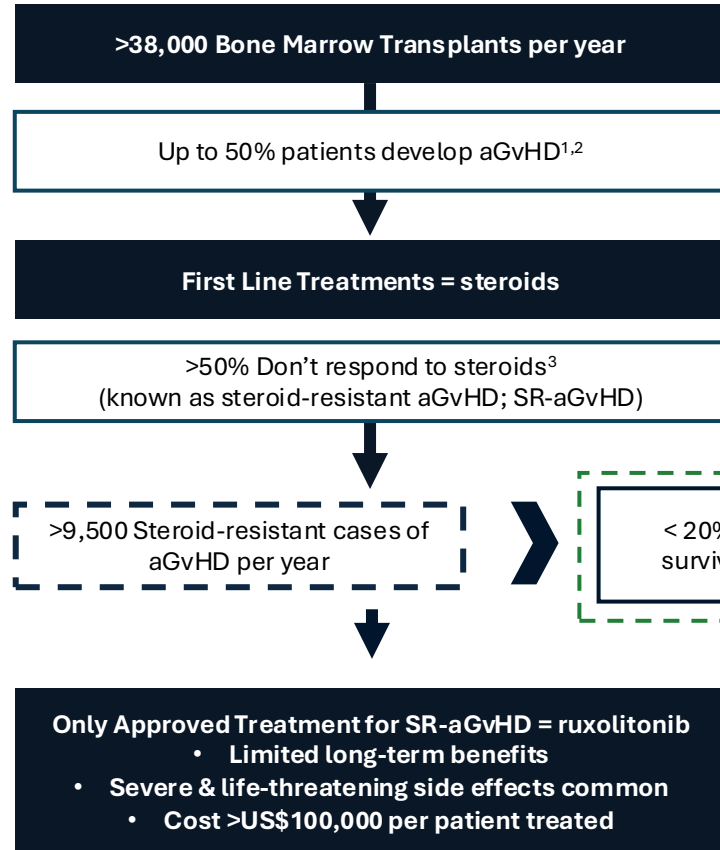 >38,000 Bone Marrow Transplants per year
Up to 50% patients develop aGvHD¹,²
First Line Treatments = steroids
>50% Don’t respond to steroids³
(known as steroid-resistant aGvHD; SR-aGvHD)
>9,500 Steroid-resistant cases of
aGvHD per year
< 20%
Only Approved Treatment for SR-aGvHD = ruxolitonib
• Limited long-term benefits
• Severe & life-threatening side effects common
• Cost >US$100,000 per patient treated